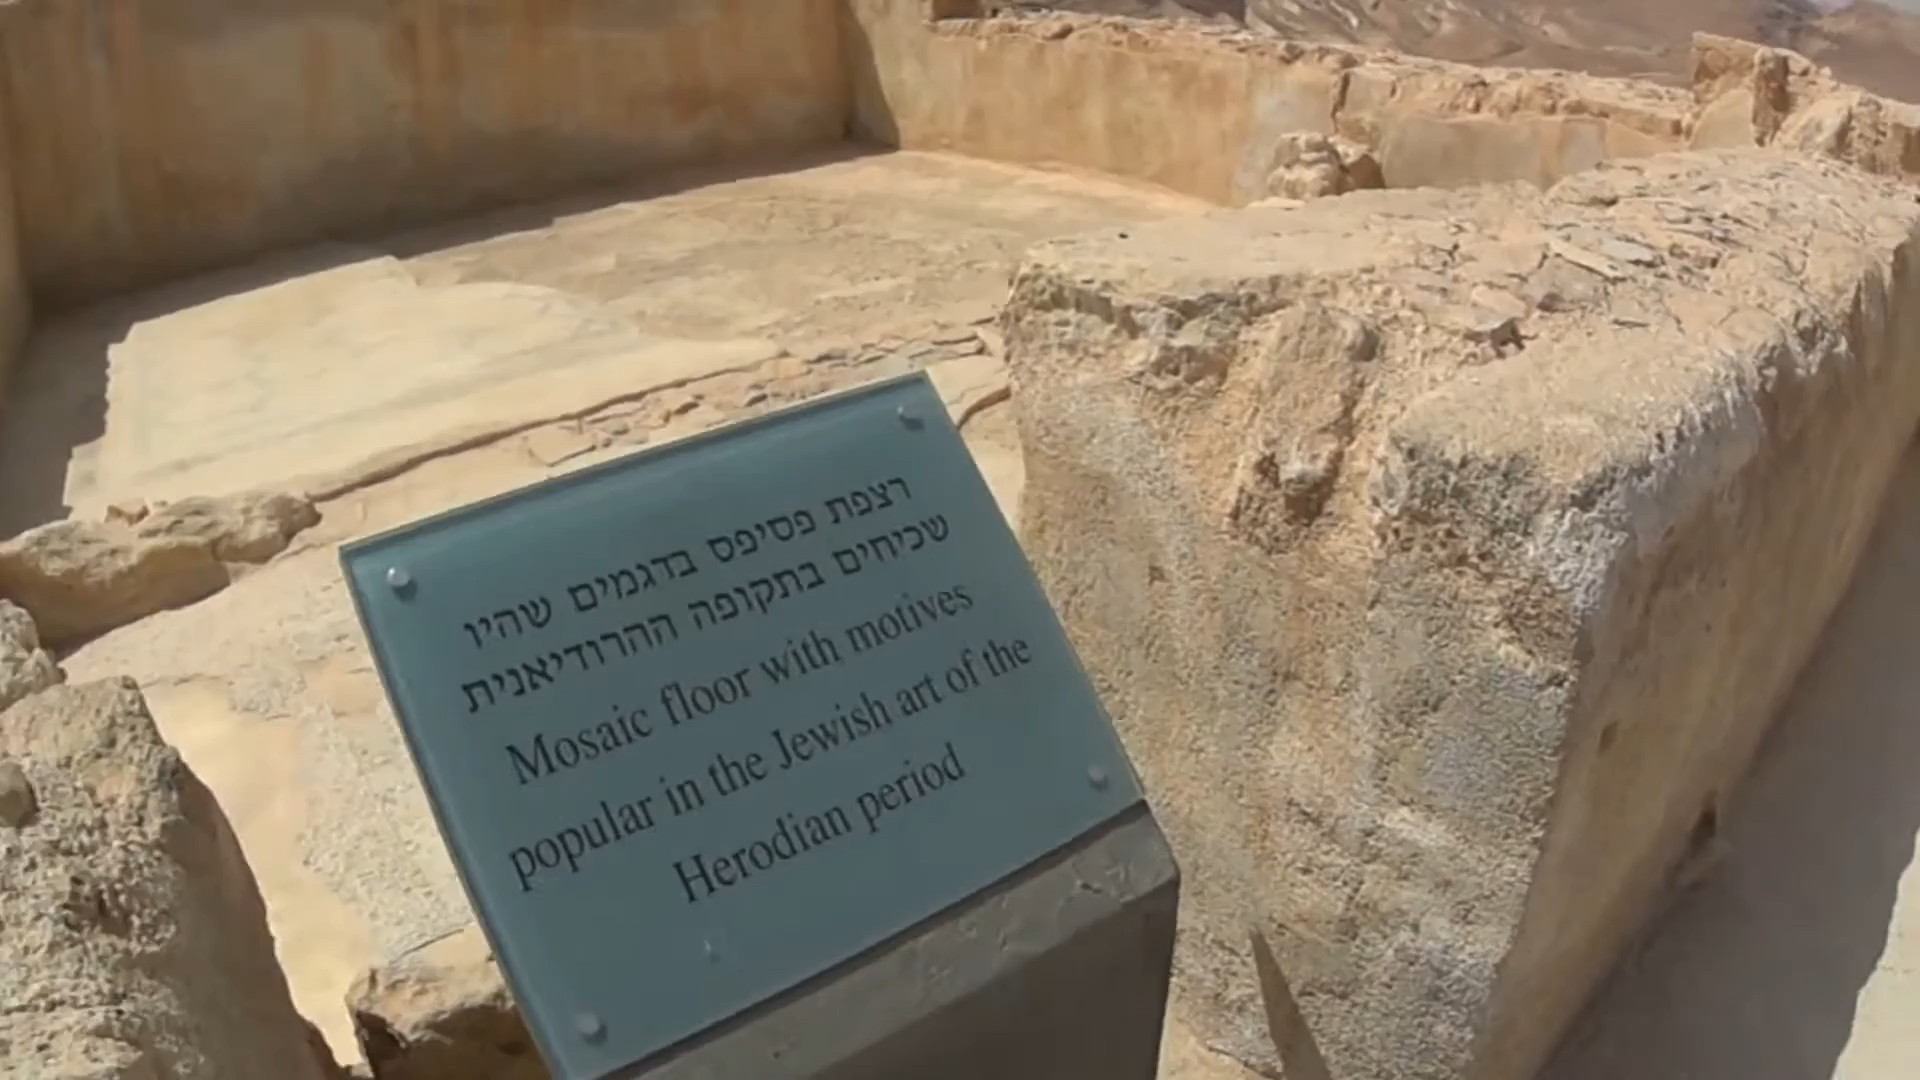 רצפת פסיפס בדגמים שהיו
שכיחים בתקופה ההרודיאנית
Mosaic floor with motives
popular in the Jewish art of the
Herodian period